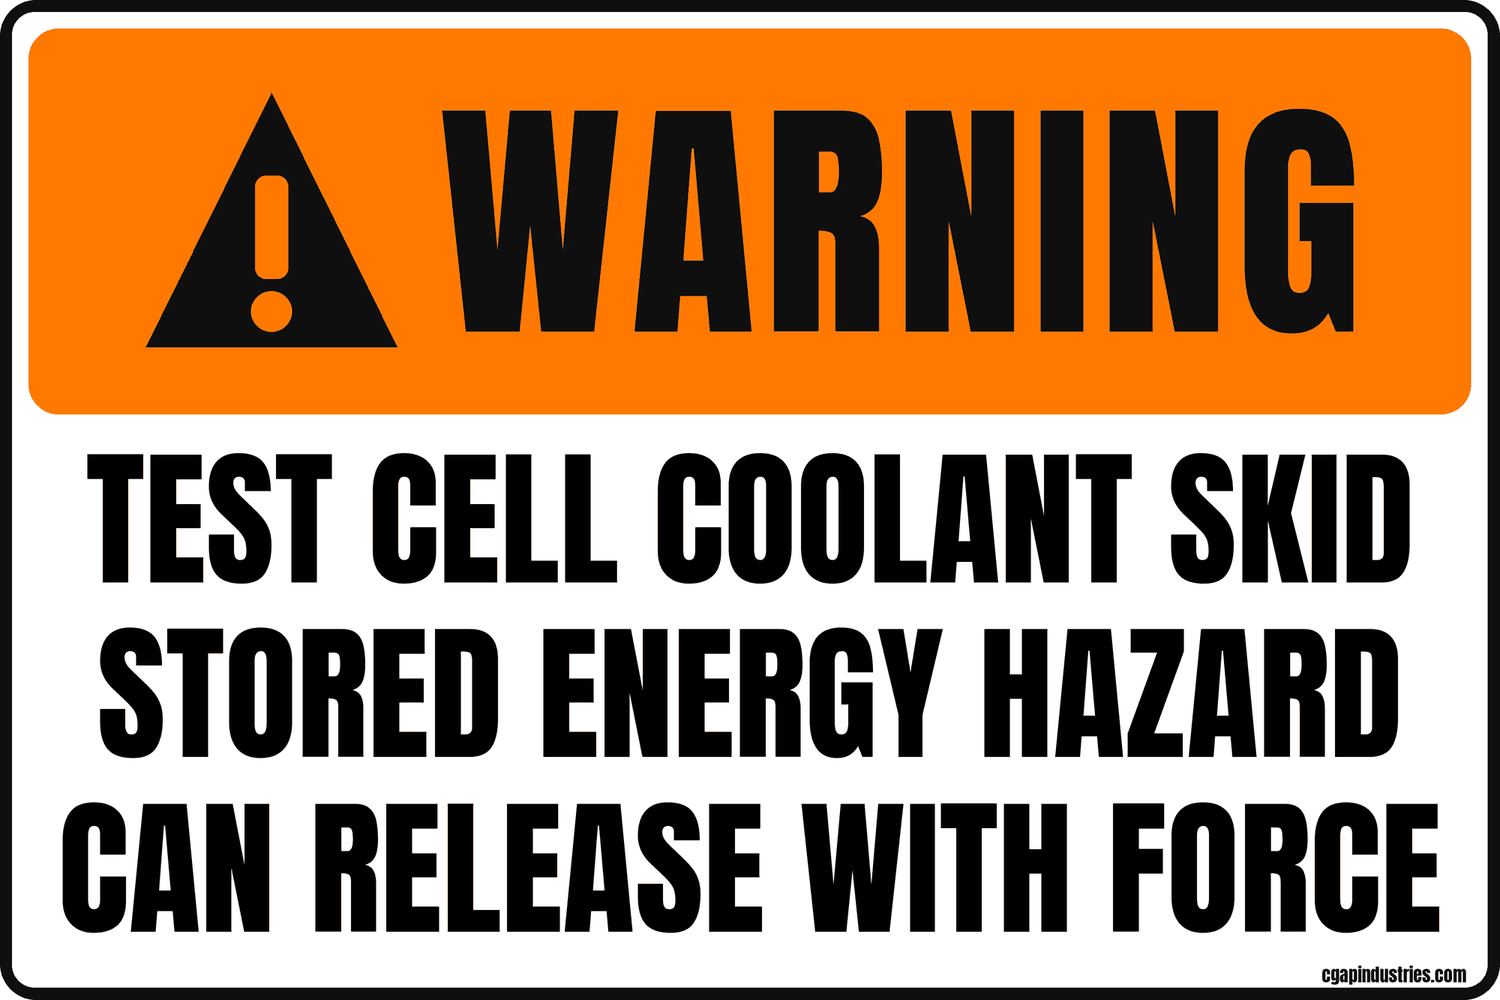 WARNING
TEST CELL COOLANT SKID
STORED ENERGY HAZARD
CAN RELEASE WITH FORCE
cgapindustries.com